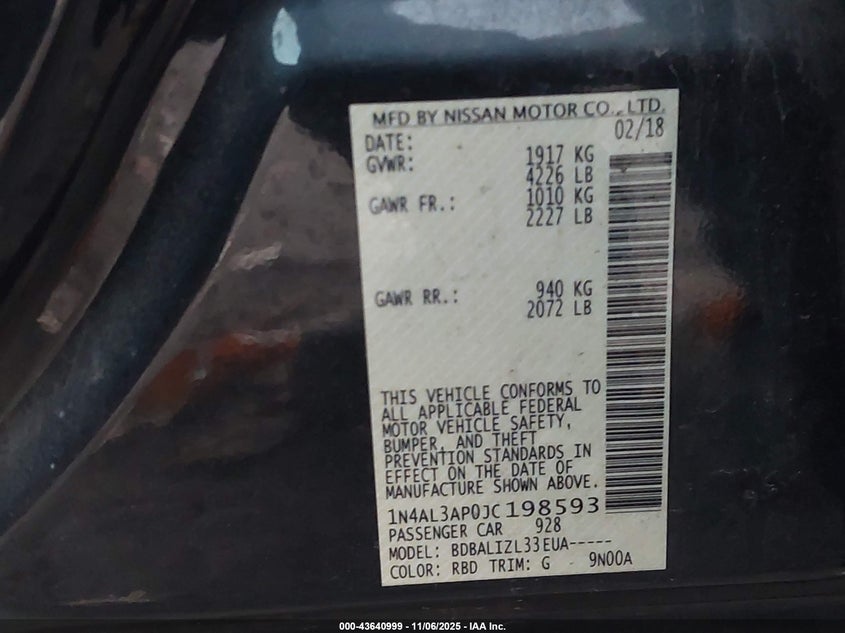 MFD BY NISSAN MOTOR CO., LTD.
DATE: 02/18
GVWR: 1917 KG
4226 LB
GAWR FR.: 1010 KG
2227 LB
GAWR RR.: 940 KG
2072 LB
THIS VEHICLE CONFORMS TO
ALL APPLICABLE FEDERAL
MOTOR VEHICLE SAFETY,
BUMPER, AND THEFT
PREVENTION STANDARDS IN
EFFECT ON THE DATE OF
MANUFACTURE SHOWN ABOVE.
1N4AL3AP0JC198593
PASSENGER CAR 928
MODEL: BDBALIZL33EUA-----
COLOR: RBD TRIM: G 9N00A
000-43640999 - 11/06/2025 - IAA Inc.